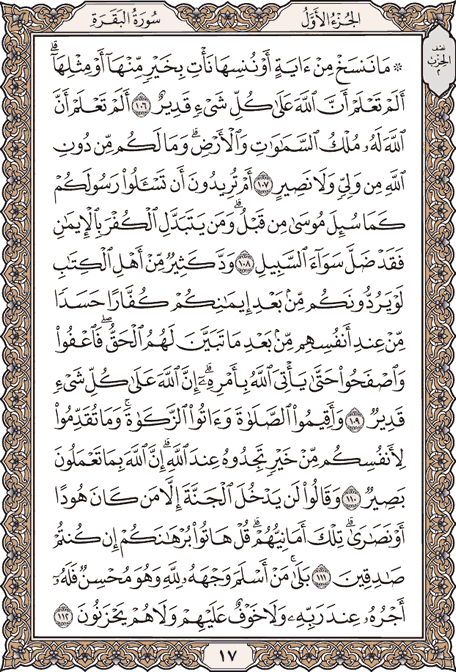 الجُزْءُ الأَوَّلُ
سُورَةُ البَقَرَةِ
نصف
الحزب
٢
۞ مَا نَنسَخْ مِنْ ءَايَةٍ أَوْ نُنسِهَا نَأْتِ بِخَيْرٍ مِّنْهَآ أَوْ مِثْلِهَآۗ
أَلَمْ تَعْلَمْ أَنَّ ٱللَّهَ عَلَىٰ كُلِّ شَىْءٍ قَدِيرٌ ١٠٦ أَلَمْ تَعْلَمْ أَنَّ
ٱللَّهَ لَهُۥ مُلْكُ ٱلسَّمَٰوَٰتِ وَٱلْأَرْضِۗ وَمَا لَكُم مِّن دُونِ
ٱللَّهِ مِن وَلِىٍّ وَلَا نَصِيرٍ ١٠٧ أَمْ تُرِيدُونَ أَن تَسْـَٔلُوا۟ رَسُولَكُمْ
كَمَا سُئِلَ مُوسَىٰ مِن قَبْلُۗ وَمَن يَتَبَدَّلِ ٱلْكُفْرَ بِٱلْإِيمَٰنِ
فَقَدْ ضَلَّ سَوَآءَ ٱلسَّبِيلِ ١٠٨ وَدَّ كَثِيرٌ مِّنْ أَهْلِ ٱلْكِتَٰبِ
لَوْ يَرُدُّونَكُم مِّنۢ بَعْدِ إِيمَٰنِكُمْ كُفَّارًا حَسَدًا
مِّنْ عِندِ أَنفُسِهِم مِّنۢ بَعْدِ مَا تَبَيَّنَ لَهُمُ ٱلْحَقُّۖ فَٱعْفُوا۟
وَٱصْفَحُوا۟ حَتَّىٰ يَأْتِىَ ٱللَّهُ بِأَمْرِهِۦٓۗ إِنَّ ٱللَّهَ عَلَىٰ كُلِّ شَىْءٍ
قَدِيرٌ ١٠٩ وَأَقِيمُوا۟ ٱلصَّلَوٰةَ وَءَاتُوا۟ ٱلزَّكَوٰةَۚ وَمَا تُقَدِّمُوا۟
لِأَنفُسِكُم مِّنْ خَيْرٍ تَجِدُوهُ عِندَ ٱللَّهِۗ إِنَّ ٱللَّهَ بِمَا تَعْمَلُونَ
بَصِيرٌ ١١٠ وَقَالُوا۟ لَن يَدْخُلَ ٱلْجَنَّةَ إِلَّا مَن كَانَ هُودًا
أَوْ نَصَٰرَىٰۗ تِلْكَ أَمَانِيُّهُمْۗ قُلْ هَاتُوا۟ بُرْهَٰنَكُمْ إِن كُنتُمْ
صَٰدِقِينَ ١١١ بَلَىٰۚ مَنْ أَسْلَمَ وَجْهَهُۥ لِلَّهِ وَهُوَ مُحْسِنٌ فَلَهُۥٓ
أَجْرُهُۥ عِندَ رَبِّهِۦ وَلَا خَوْفٌ عَلَيْهِمْ وَلَا هُمْ يَحْزَنُونَ ١١٢
١٧